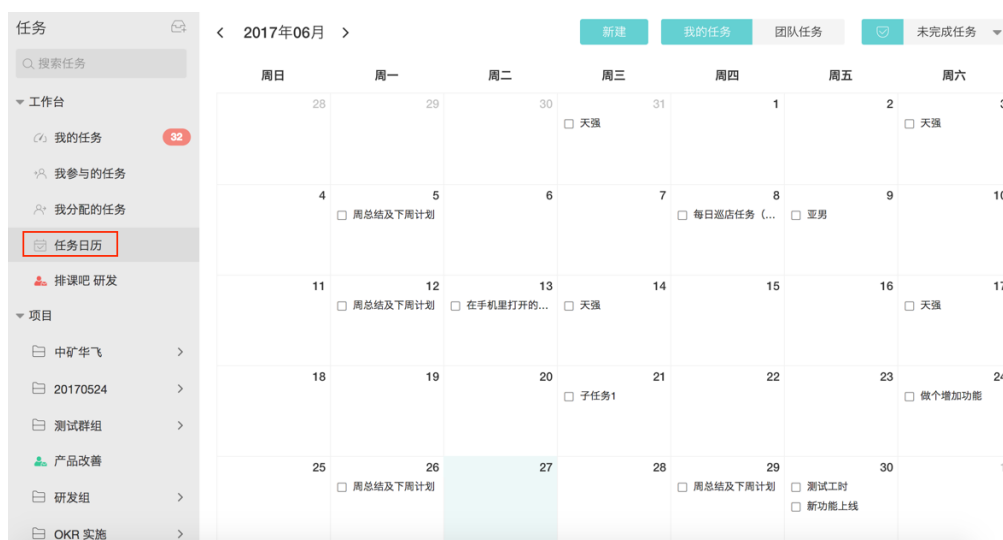 任务
搜索任务
工作台
我的任务 32
我参与的任务
我分配的任务
任务日历
排课吧 研发
项目
中矿华飞
20170524
测试群组
产品改善
研发组
OKR 实施
2017年06月
新建 我的任务 团队任务 未完成任务
周日 周一 周二 周三 周四 周五 周六
28 29 30 31 1 2 3
天强 天强
4 5 6 7 8 9 10
周总结及下周计划 每日巡店任务（... 亚男
11 12 13 14 15 16 17
周总结及下周计划 在手机里打开的... 天强 天强
18 19 20 21 22 23 24
子任务1 做个增加功能
25 26 27 28 29 30
周总结及下周计划 周总结及下周计划 测试工时
新功能上线